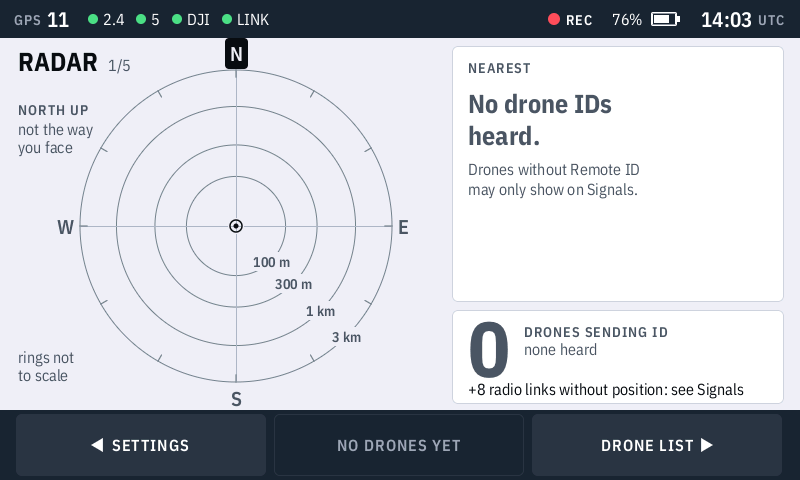 GPS 11 2.4 5 DJI LINK REC 76% 14:03 UTC
RADAR 1/5
NORTH UP
not the way
you face
N
W
E
S
100 m
300 m
1 km
3 km
rings not
to scale
NEAREST
No drone IDs
heard.
Drones without Remote ID
may only show on Signals.
0
DRONES SENDING ID
none heard
+8 radio links without position: see Signals
SETTINGS
NO DRONES YET
DRONE LIST